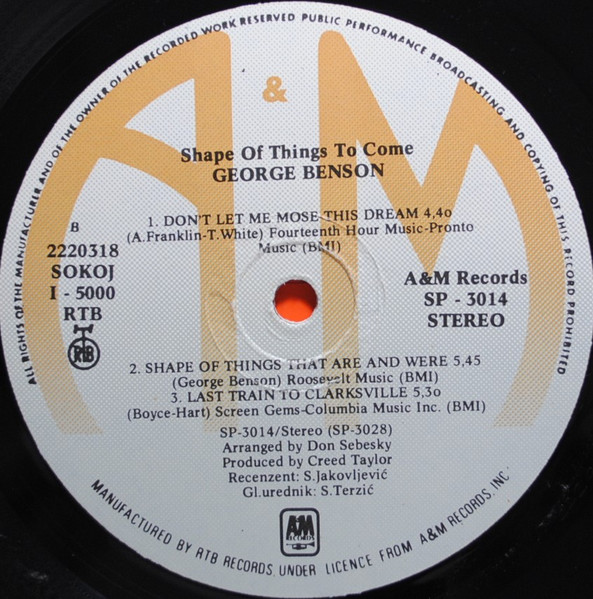 ALL RIGHTS OF THE MANUFACTURER AND OF THE OWNER OF THE RECORDED WORK RESERVED PUBLIC PERFORMANCE BROADCASTING AND COPYING OF THIS RECORD PROHIBITED
A & M
Shape Of Things To Come
GEORGE BENSON
1. DON'T LET ME MOSE THIS DREAM 4,4o
(A.Franklin-T.White) Fourteenth Hour Music-Pronto
Music (BMI)
B
2220318
SOKOJ
I - 5000
RTB
RTB
A&M Records
SP - 3014
STEREO
2. SHAPE OF THINGS THAT ARE AND WERE 5,45
(George Benson) Roosevelt Music (BMI)
3. LAST TRAIN TO CLARKSVILLE 5,3o
(Boyce-Hart) Screen Gems-Columbia Music Inc. (BMI)
SP-3014/Stereo (SP-3028)
Arranged by Don Sebesky
Produced by Creed Taylor
Recenzent: S.Jakovljević
Gl.urednik: S.Terzić
AM
RECORDS
MANUFACTURED BY RTB RECORDS, UNDER LICENCE FROM A&M RECORDS, INC.